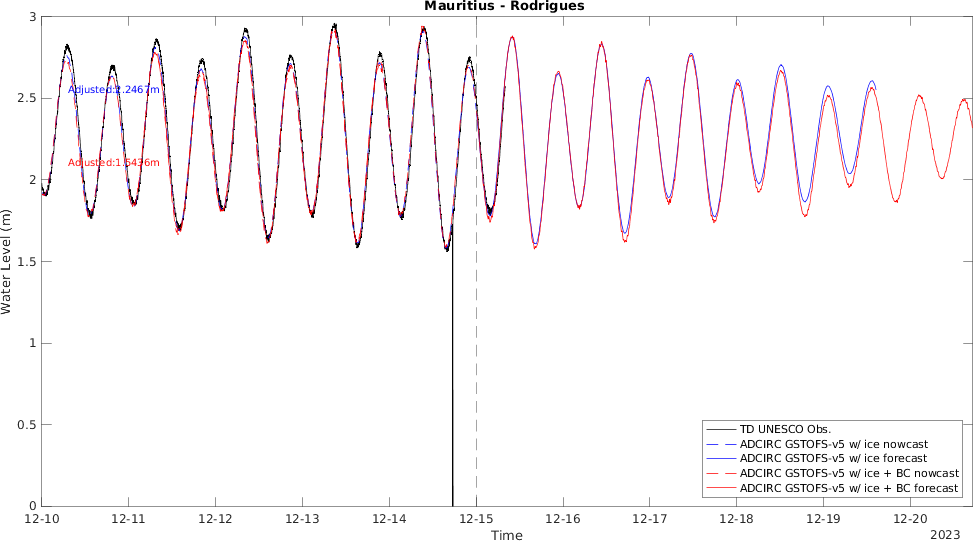 Mauritius - Rodrigues
3
2.5
2
1.5
1
0.5
0
Water Level (m)
Adjusted:2.2467m
Adjusted:1.5436m
TD UNESCO Obs.
ADCIRC GSTOFS-v5 w/ ice nowcast
ADCIRC GSTOFS-v5 w/ ice forecast
ADCIRC GSTOFS-v5 w/ ice + BC nowcast
ADCIRC GSTOFS-v5 w/ ice + BC forecast
12-10 12-11 12-12 12-13 12-14 12-15 12-16 12-17 12-18 12-19 12-20
Time
2023